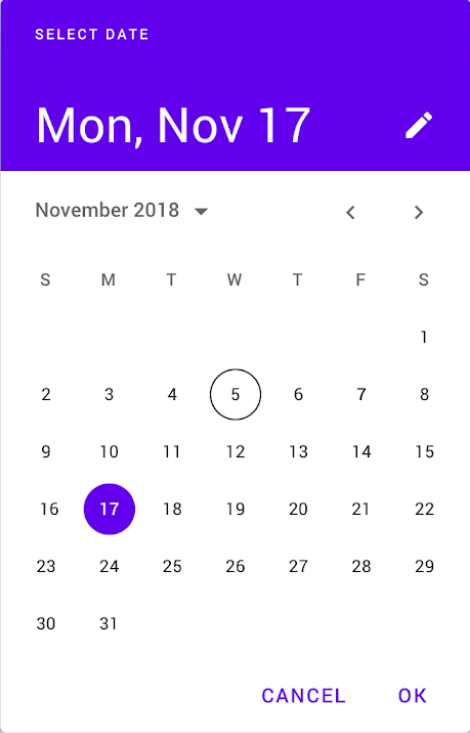 SELECT DATE
Mon, Nov 17
November 2018
S M T W T F S
1
2 3 4 5 6 7 8
9 10 11 12 13 14 15
16 17 18 19 20 21 22
23 24 25 26 27 28 29
30 31
CANCEL OK